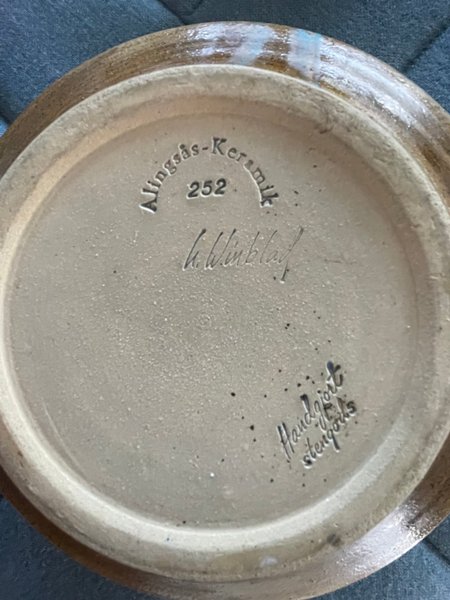 Alingsås-Keramik
252
U. Winblad
Handgjort
stengods